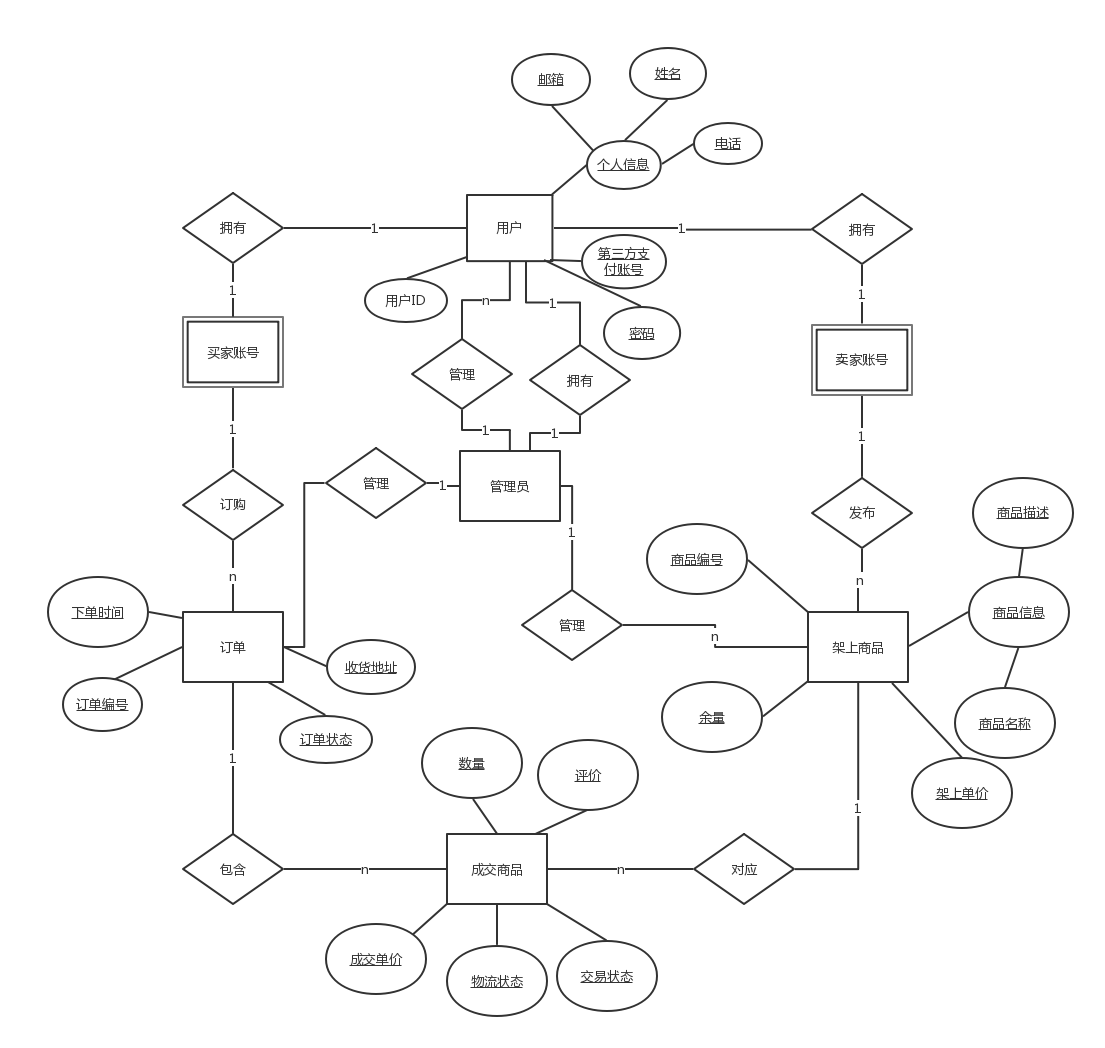 邮箱
姓名
电话
个人信息
拥有
1
用户
1
拥有
第三方支
付账号
1
用户ID
n
1
1
密码
买家账号
管理
拥有
卖家账号
1
1
1
1
管理
1
管理员
订购
发布
商品描述
1
商品编号
n
n
下单时间
商品信息
管理
n
订单
架上商品
收货地址
订单编号
余量
商品名称
订单状态
1
数量
评价
架上单价
1
包含
n
成交商品
n
对应
成交单价
物流状态
交易状态